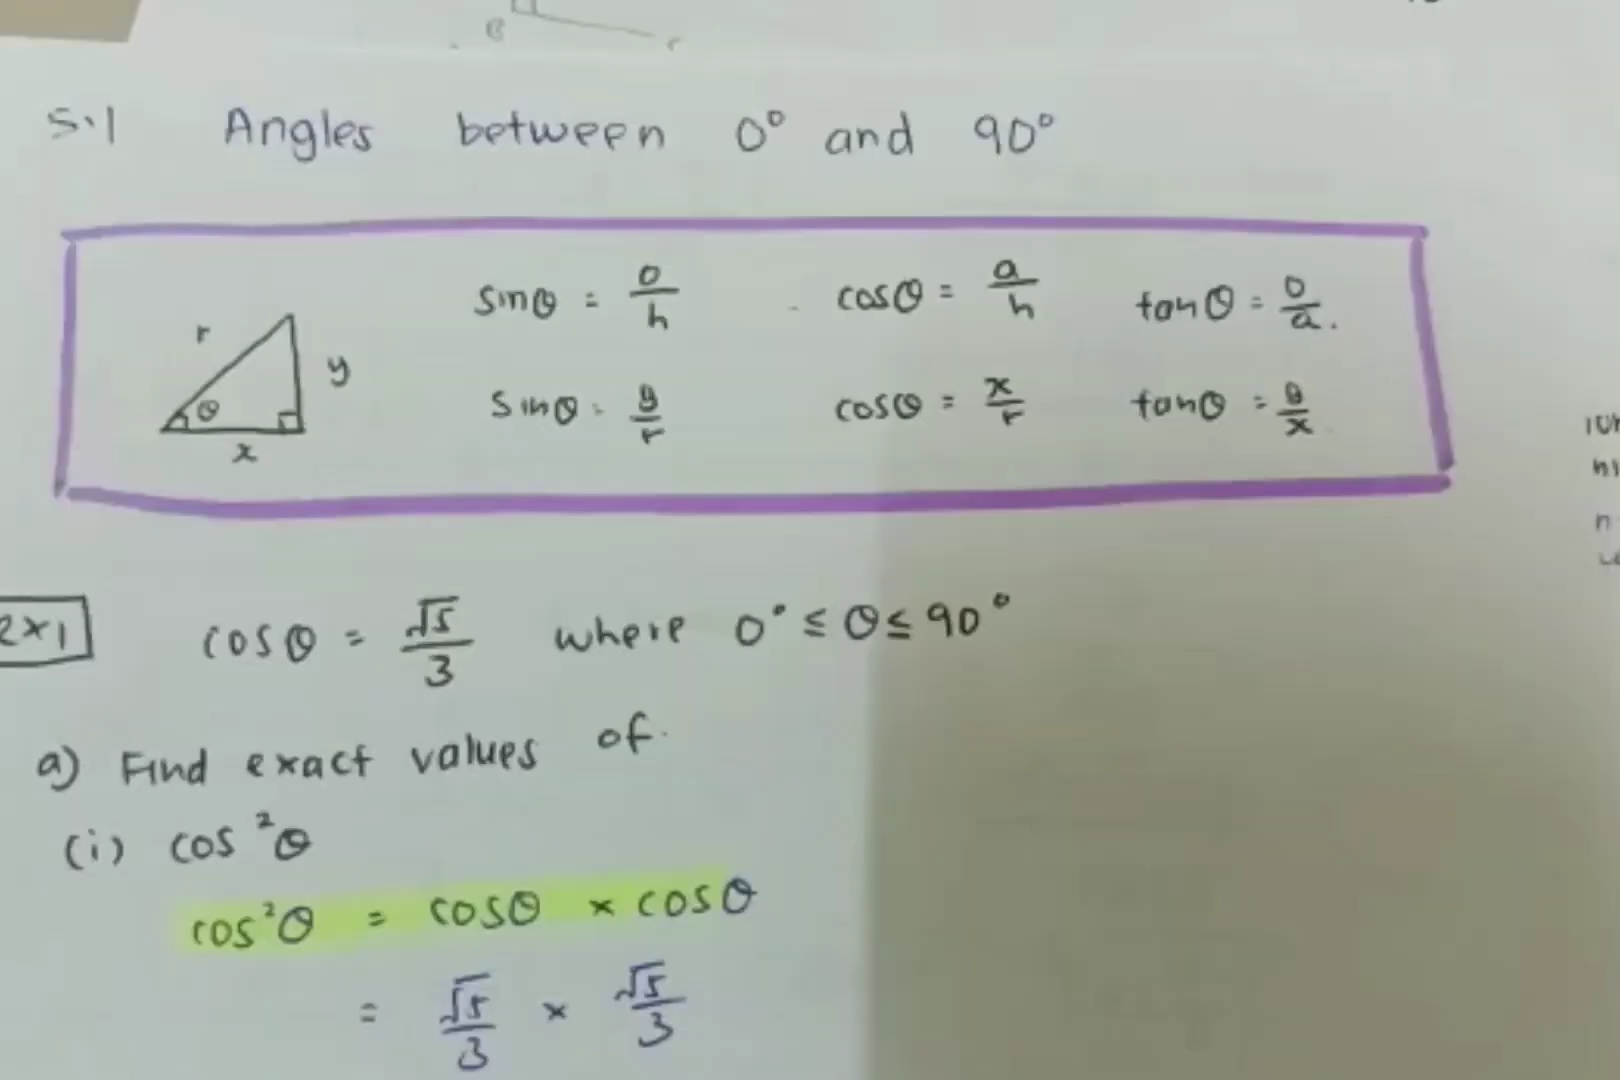 B
5.1 Angles between 0° and 90°
sinθ = o/h cosθ = a/h tanθ = o/a.
r y θ x
sinθ = y/r cosθ = x/r tanθ = y/x
ex1 cosθ = √5/3 where 0° ≤ θ ≤ 90°
a) Find exact values of.
(i) cos²θ
cos²θ = cosθ × cosθ
= √5/3 × √5/3